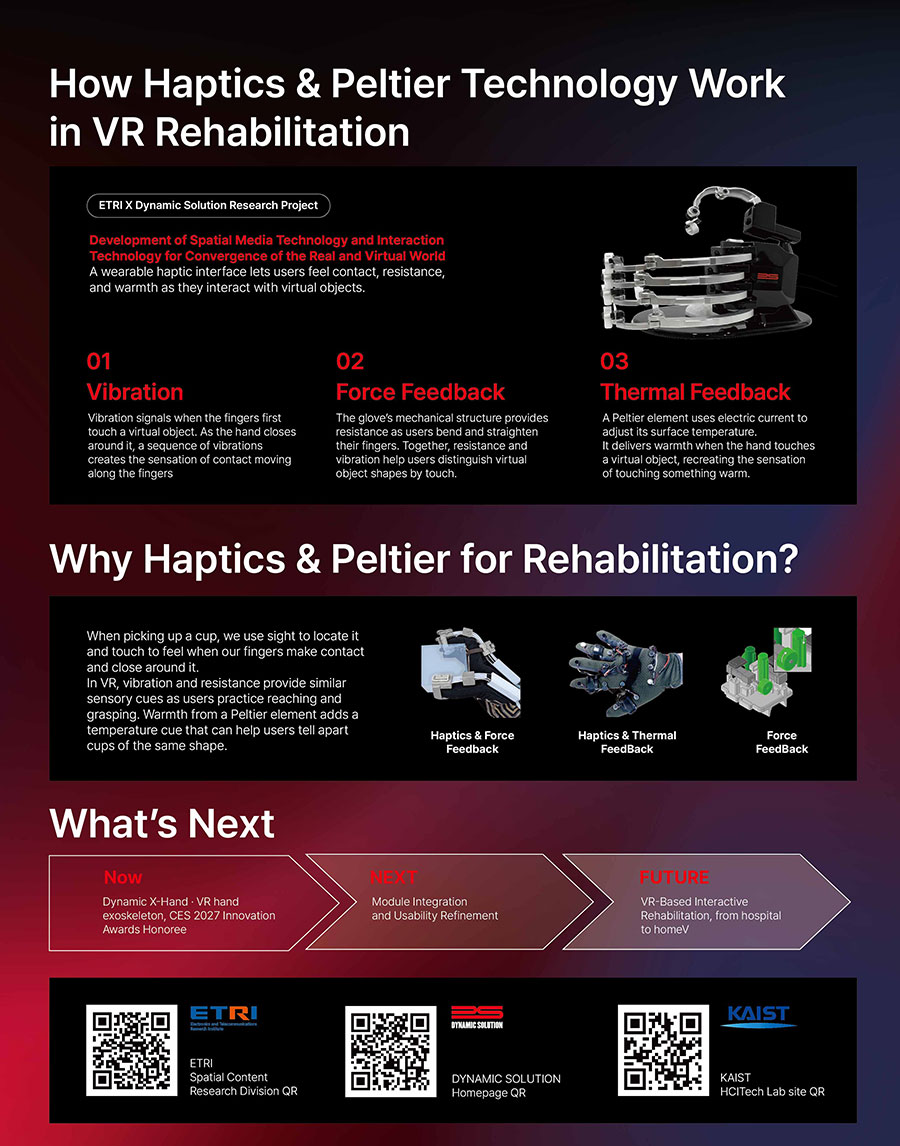 How Haptics & Peltier Technology Work
in VR Rehabilitation
ETRI X Dynamic Solution Research Project
Development of Spatial Media Technology and Interaction
Technology for Convergence of the Real and Virtual World
A wearable haptic interface lets users feel contact, resistance,
and warmth as they interact with virtual objects.
01
Vibration
Vibration signals when the fingers first
touch a virtual object. As the hand closes
around it, a sequence of vibrations
creates the sensation of contact moving
along the fingers
02
Force Feedback
The glove's mechanical structure provides
resistance as users bend and straighten
their fingers. Together, resistance and
vibration help users distinguish virtual
object shapes by touch.
03
Thermal Feedback
A Peltier element uses electric current to
adjust its surface temperature.
It delivers warmth when the hand touches
a virtual object, recreating the sensation
of touching something warm.
Why Haptics & Peltier for Rehabilitation?
When picking up a cup, we use sight to locate it
and touch to feel when our fingers make contact
and close around it.
In VR, vibration and resistance provide similar
sensory cues as users practice reaching and
grasping. Warmth from a Peltier element adds a
temperature cue that can help users tell apart
cups of the same shape.
Haptics & Force
Feedback
Haptics & Thermal
FeedBack
Force
FeedBack
What's Next
Now
Dynamic X-Hand · VR hand
exoskeleton, CES 2027 Innovation
Awards Honoree
NEXT
Module Integration
and Usability Refinement
FUTURE
VR-Based Interactive
Rehabilitation, from hospital
to homeV
ETRI
Electronics and Telecommunications
Research Institute
ETRI
Spatial Content
Research Division QR
DYNAMIC SOLUTION
DYNAMIC SOLUTION
Homepage QR
KAIST
KAIST
HCITech Lab site QR